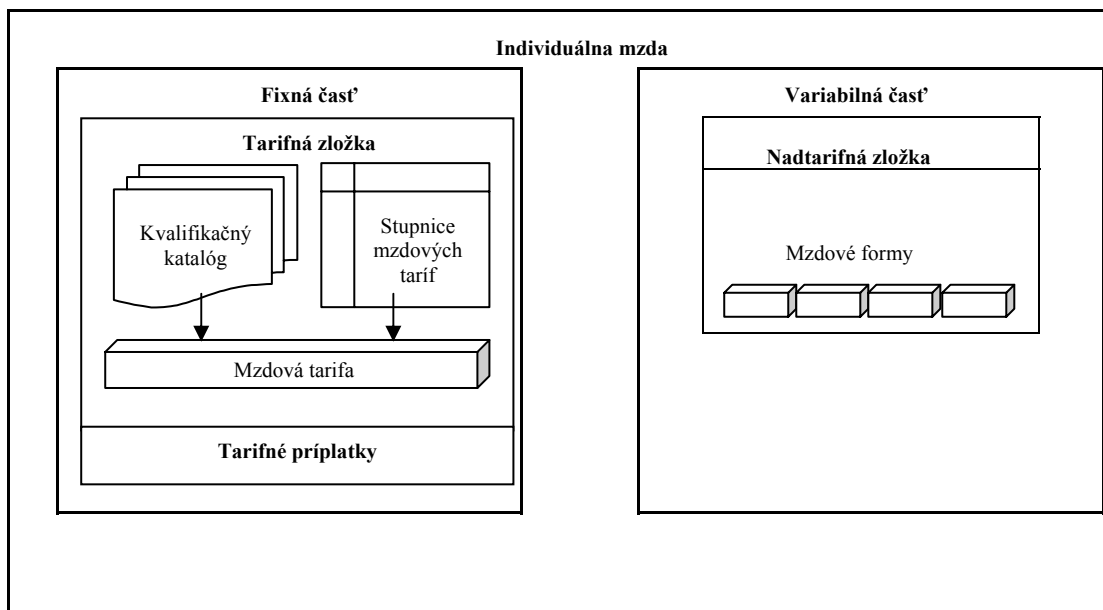 Individuálna mzda
Fixná časť
Tarifná zložka
Kvalifikačný
katalóg
Stupnice
mzdových
taríf
Mzdová tarifa
Tarifné príplatky
Variabilná časť
Nadtarifná zložka
Mzdové formy